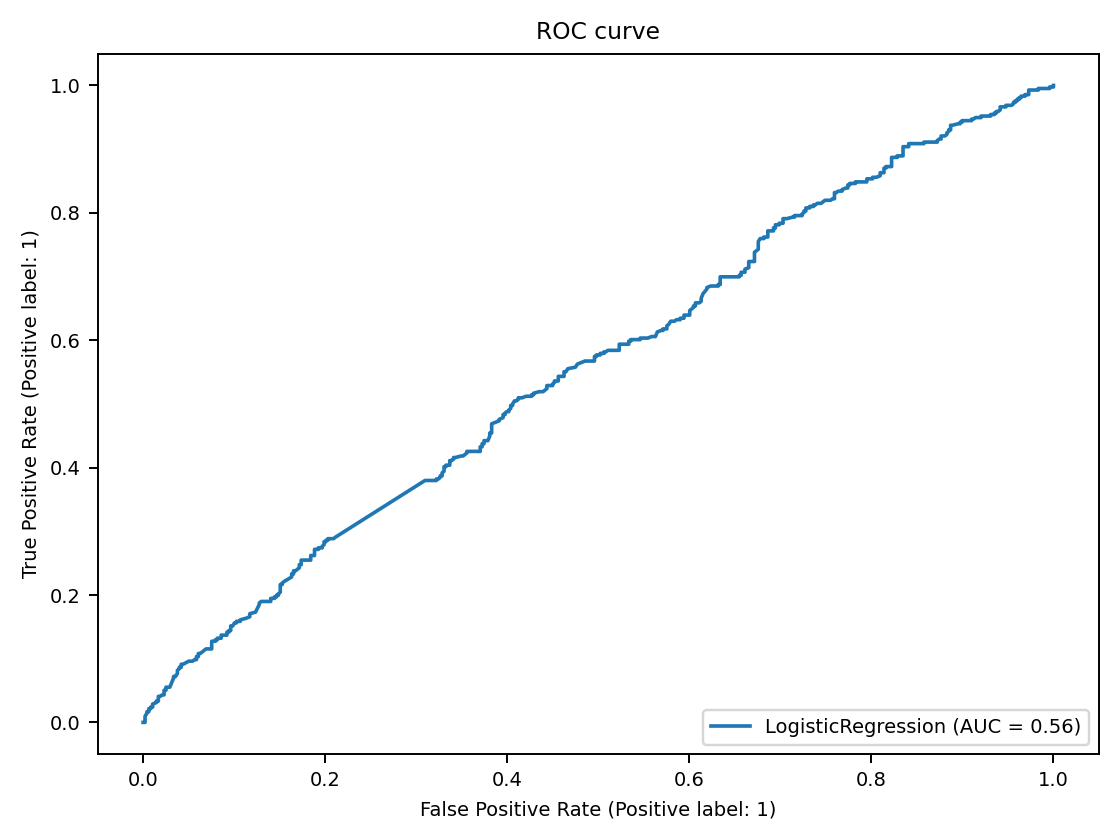 ROC curve
1.0
0.8
0.6
0.4
0.2
0.0
True Positive Rate (Positive label: 1)
LogisticRegression (AUC = 0.56)
0.0 0.2 0.4 0.6 0.8 1.0
False Positive Rate (Positive label: 1)